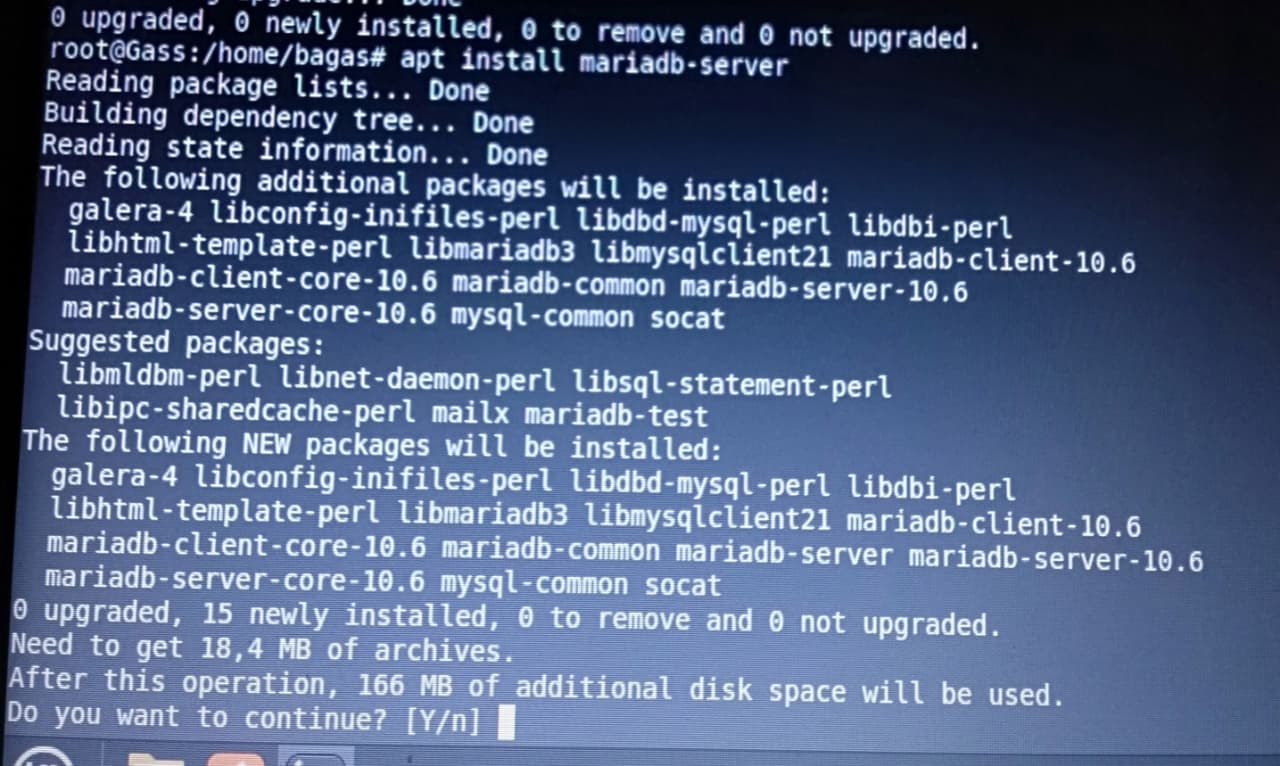 Done
0 upgraded, 0 newly installed, 0 to remove and 0 not upgraded.
root@Gass:/home/bagas# apt install mariadb-server
Reading package lists... Done
Building dependency tree... Done
Reading state information... Done
The following additional packages will be installed:
galera-4 libconfig-inifiles-perl libdbd-mysql-perl libdbi-perl
libhtml-template-perl libmariadb3 libmysqlclient21 mariadb-client-10.6
mariadb-client-core-10.6 mariadb-common mariadb-server-10.6
mariadb-server-core-10.6 mysql-common socat
Suggested packages:
libmldbm-perl libnet-daemon-perl libsql-statement-perl
libipc-sharedcache-perl mailx mariadb-test
The following NEW packages will be installed:
galera-4 libconfig-inifiles-perl libdbd-mysql-perl libdbi-perl
libhtml-template-perl libmariadb3 libmysqlclient21 mariadb-client-10.6
mariadb-client-core-10.6 mariadb-common mariadb-server mariadb-server-10.6
mariadb-server-core-10.6 mysql-common socat
0 upgraded, 15 newly installed, 0 to remove and 0 not upgraded.
Need to get 18,4 MB of archives.
After this operation, 166 MB of additional disk space will be used.
Do you want to continue? [Y/n]